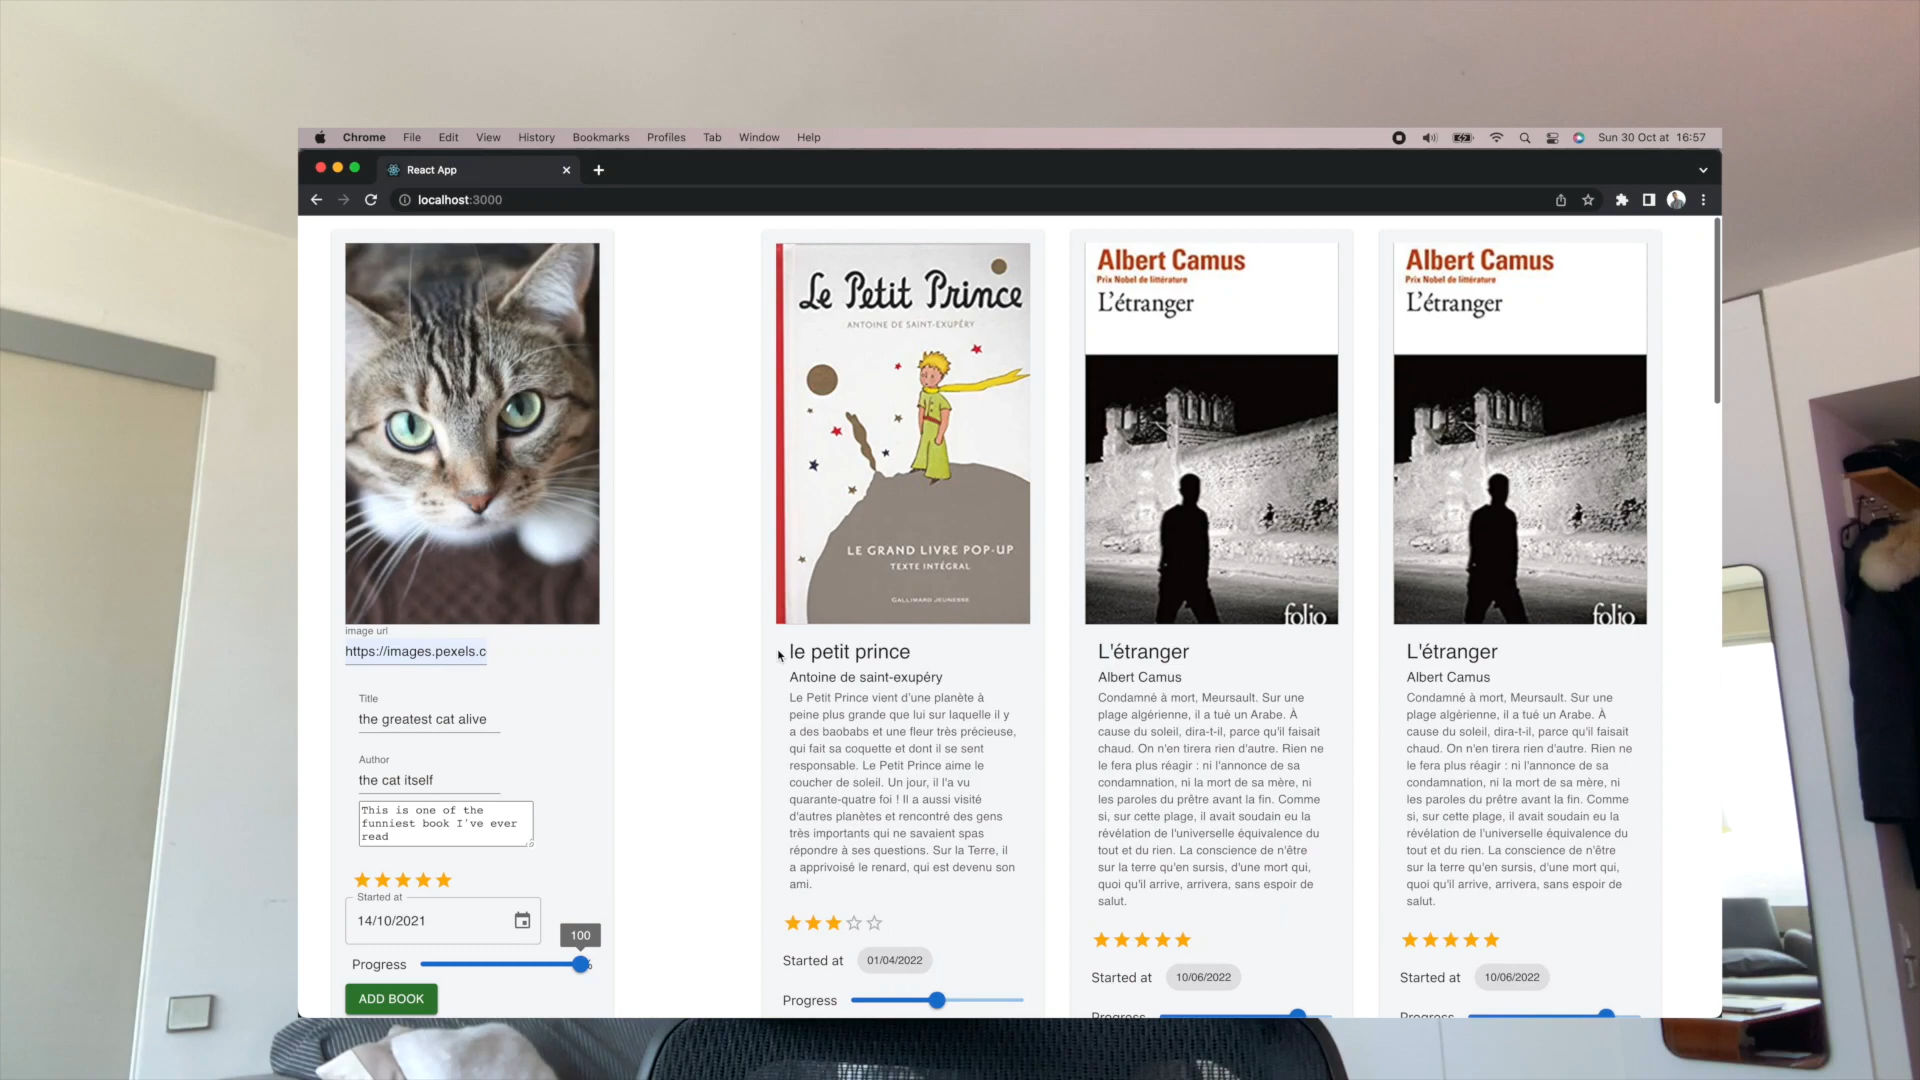 Chrome File Edit View History Bookmarks Profiles Tab Window Help Sun 30 Oct at 16:57
React App
localhost:3000
image url
https://images.pexels.c
Title
the greatest cat alive
Author
the cat itself
This is one of the
funniest book I've ever
read
Started at
14/10/2021
100
Progress
ADD BOOK
Le Petit Prince
ANTOINE DE SAINT-EXUPÉRY
LE GRAND LIVRE POP-UP
TEXTE INTÉGRAL
GALLIMARD JEUNESSE
le petit prince
Antoine de saint-exupéry
Le Petit Prince vient d'une planète à
peine plus grande que lui sur laquelle il y
a des baobabs et une fleur très précieuse,
qui fait sa coquette et dont il se sent
responsable. Le Petit Prince aime le
coucher de soleil. Un jour, il l'a vu
quarante-quatre foi ! Il a aussi visité
d'autres planètes et rencontré des gens
très importants qui ne savaient spas
répondre à ses questions. Sur la Terre, il
a apprivoisé le renard, qui est devenu son
ami.
Started at 01/04/2022
Progress
Albert Camus
Prix Nobel de littérature
L'étranger
folio
L'étranger
Albert Camus
Condamné à mort, Meursault. Sur une
plage algérienne, il a tué un Arabe. À
cause du soleil, dira-t-il, parce qu'il faisait
chaud. On n'en tirera rien d'autre. Rien ne
le fera plus réagir : ni l'annonce de sa
condamnation, ni la mort de sa mère, ni
les paroles du prêtre avant la fin. Comme
si, sur cette plage, il avait soudain eu la
révélation de l'universelle équivalence du
tout et du rien. La conscience de n'être
sur la terre qu'en sursis, d'une mort qui,
quoi qu'il arrive, arrivera, sans espoir de
salut.
Started at 10/06/2022
Progress
Albert Camus
Prix Nobel de littérature
L'étranger
folio
L'étranger
Albert Camus
Condamné à mort, Meursault. Sur une
plage algérienne, il a tué un Arabe. À
cause du soleil, dira-t-il, parce qu'il faisait
chaud. On n'en tirera rien d'autre. Rien ne
le fera plus réagir : ni l'annonce de sa
condamnation, ni la mort de sa mère, ni
les paroles du prêtre avant la fin. Comme
si, sur cette plage, il avait soudain eu la
révélation de l'universelle équivalence du
tout et du rien. La conscience de n'être
sur la terre qu'en sursis, d'une mort qui,
quoi qu'il arrive, arrivera, sans espoir de
salut.
Started at 10/06/2022
Progress